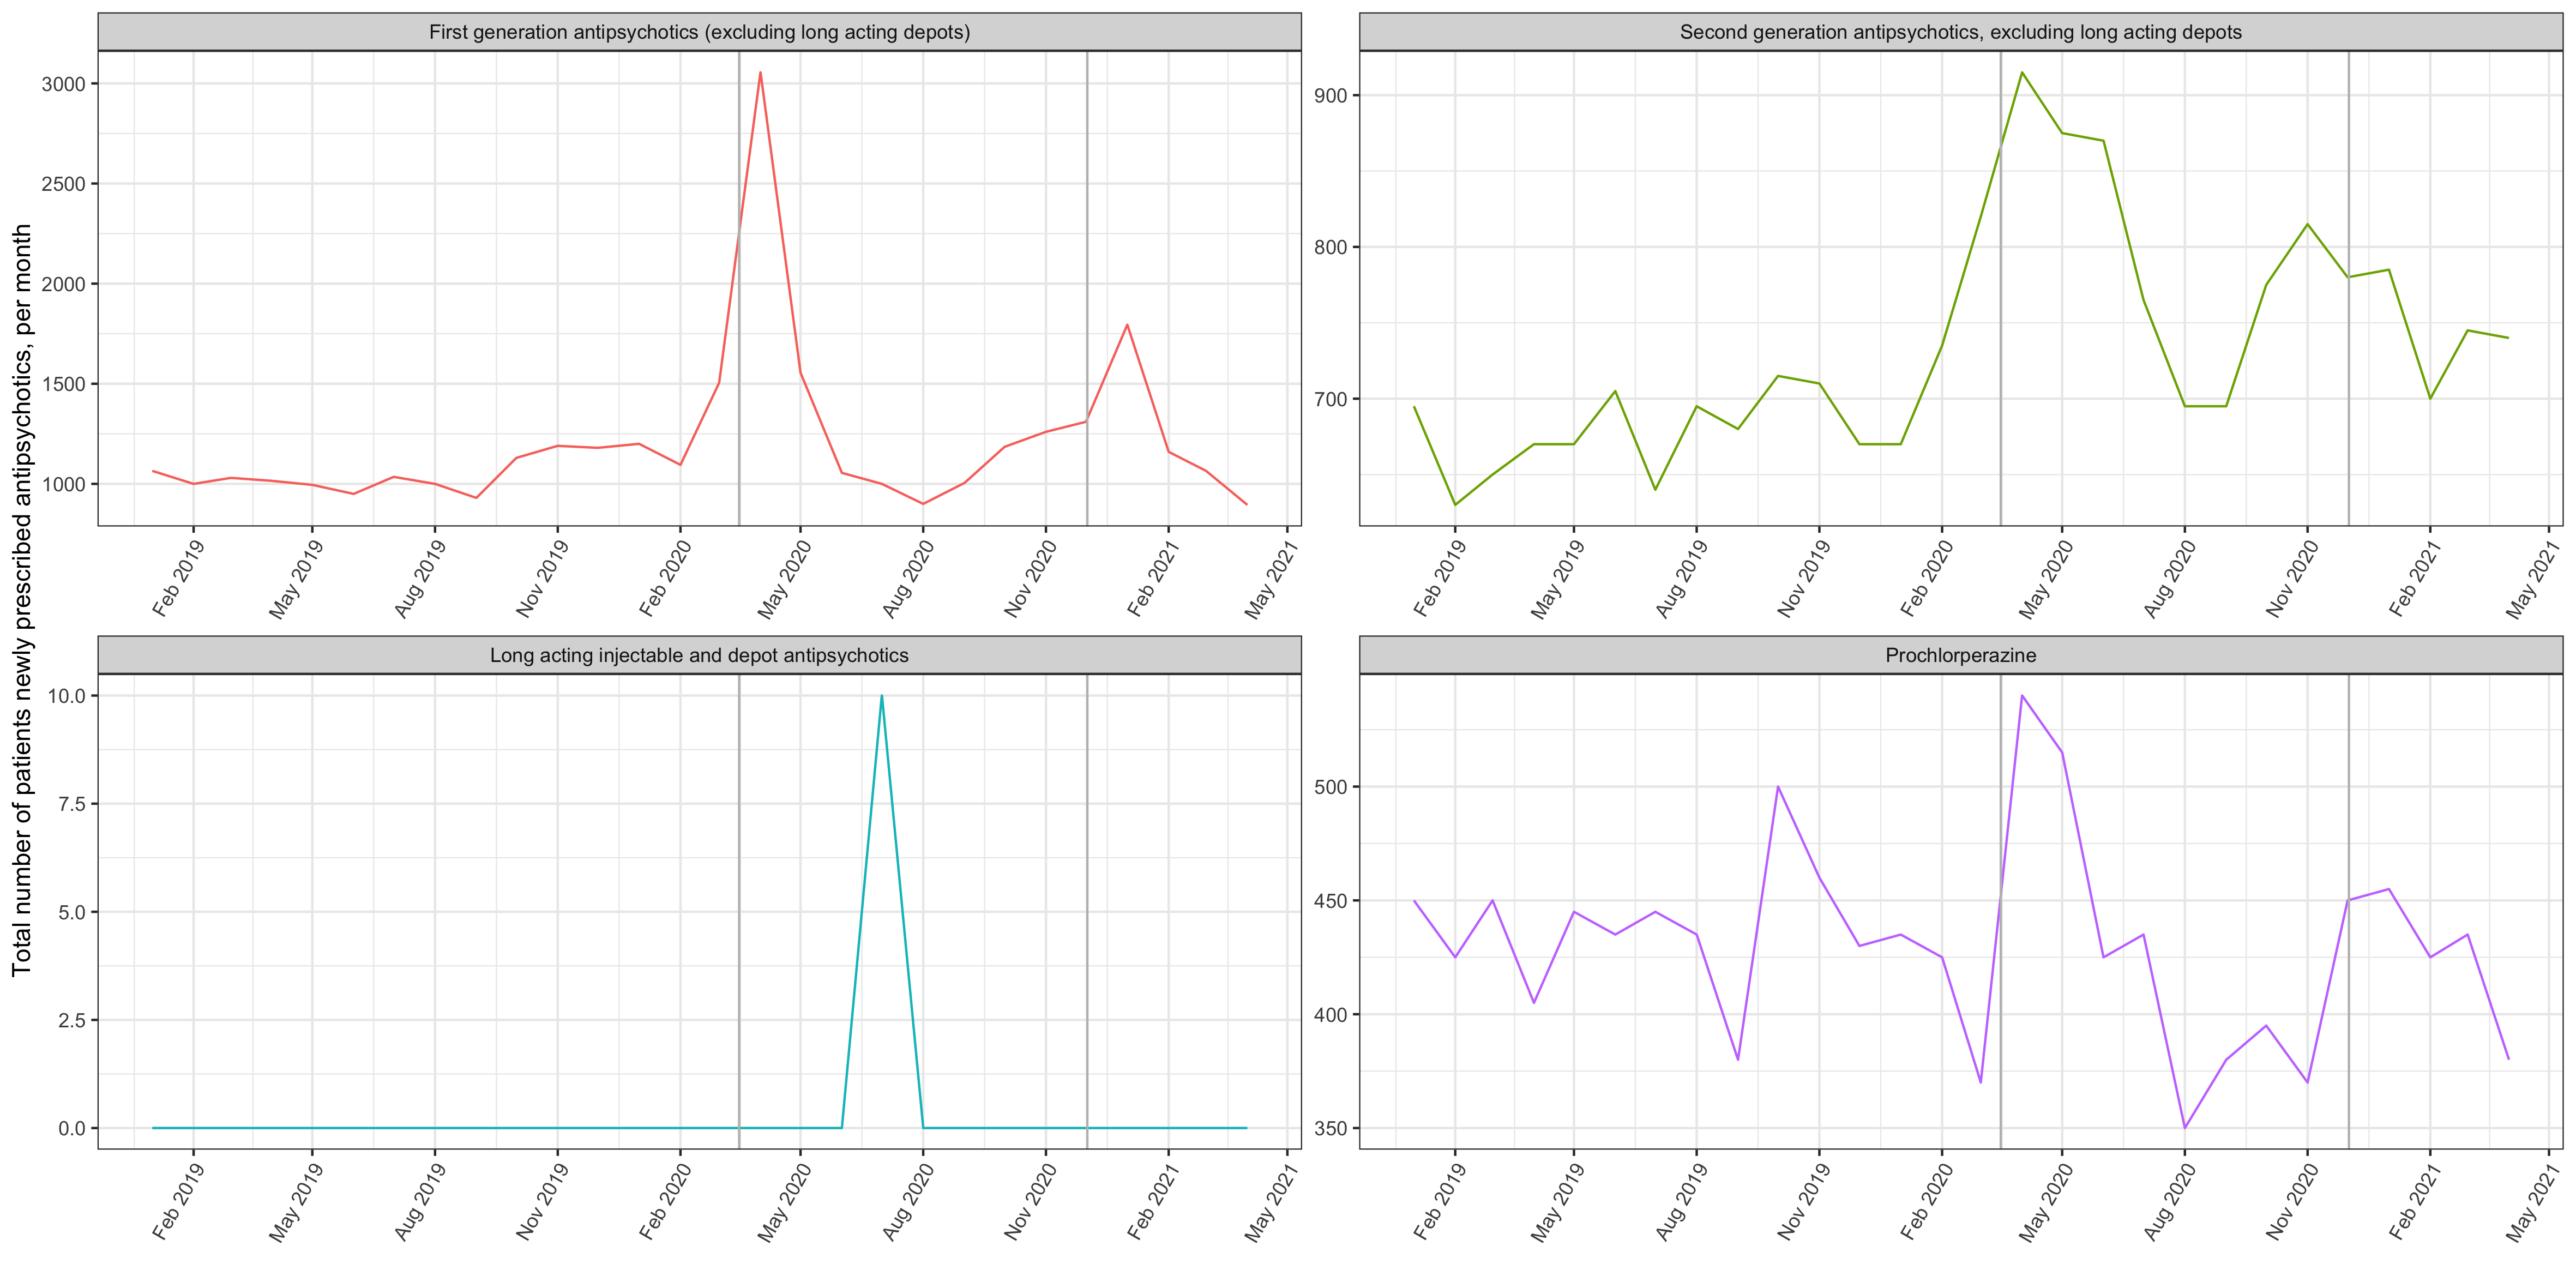 Total number of patients newly prescribed antipsychotics, per month
First generation antipsychotics (excluding long acting depots)
3000
2500
2000
1500
1000
Feb 2019
May 2019
Aug 2019
Nov 2019
Feb 2020
May 2020
Aug 2020
Nov 2020
Feb 2021
May 2021
Second generation antipsychotics, excluding long acting depots
900
800
700
Feb 2019
May 2019
Aug 2019
Nov 2019
Feb 2020
May 2020
Aug 2020
Nov 2020
Feb 2021
May 2021
Long acting injectable and depot antipsychotics
10.0
7.5
5.0
2.5
0.0
Feb 2019
May 2019
Aug 2019
Nov 2019
Feb 2020
May 2020
Aug 2020
Nov 2020
Feb 2021
May 2021
Prochlorperazine
500
450
400
350
Feb 2019
May 2019
Aug 2019
Nov 2019
Feb 2020
May 2020
Aug 2020
Nov 2020
Feb 2021
May 2021